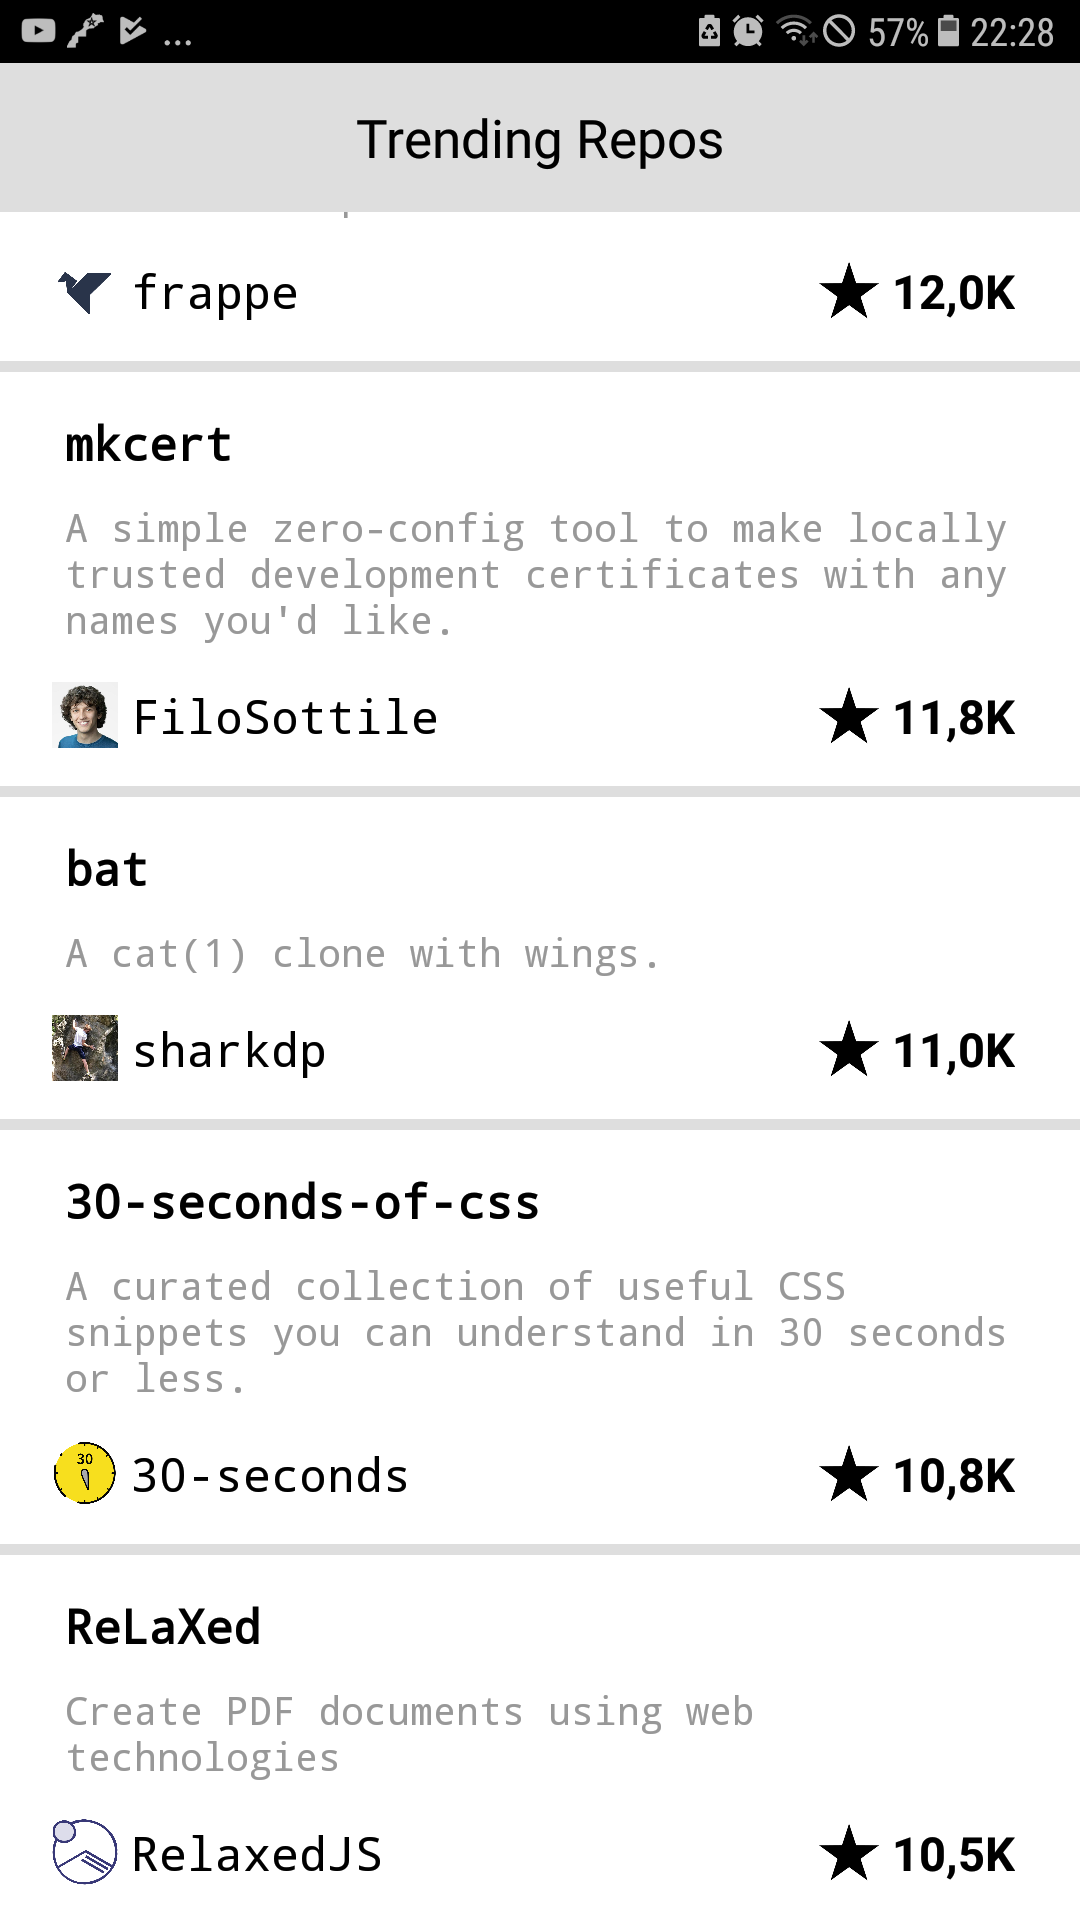 ... 57% 22:28
Trending Repos
frappe 12,0K
mkcert
A simple zero-config tool to make locally
trusted development certificates with any
names you'd like.
FiloSottile 11,8K
bat
A cat(1) clone with wings.
sharkdp 11,0K
30-seconds-of-css
A curated collection of useful CSS
snippets you can understand in 30 seconds
or less.
30
30-seconds 10,8K
ReLaXed
Create PDF documents using web
technologies
RelaxedJS 10,5K